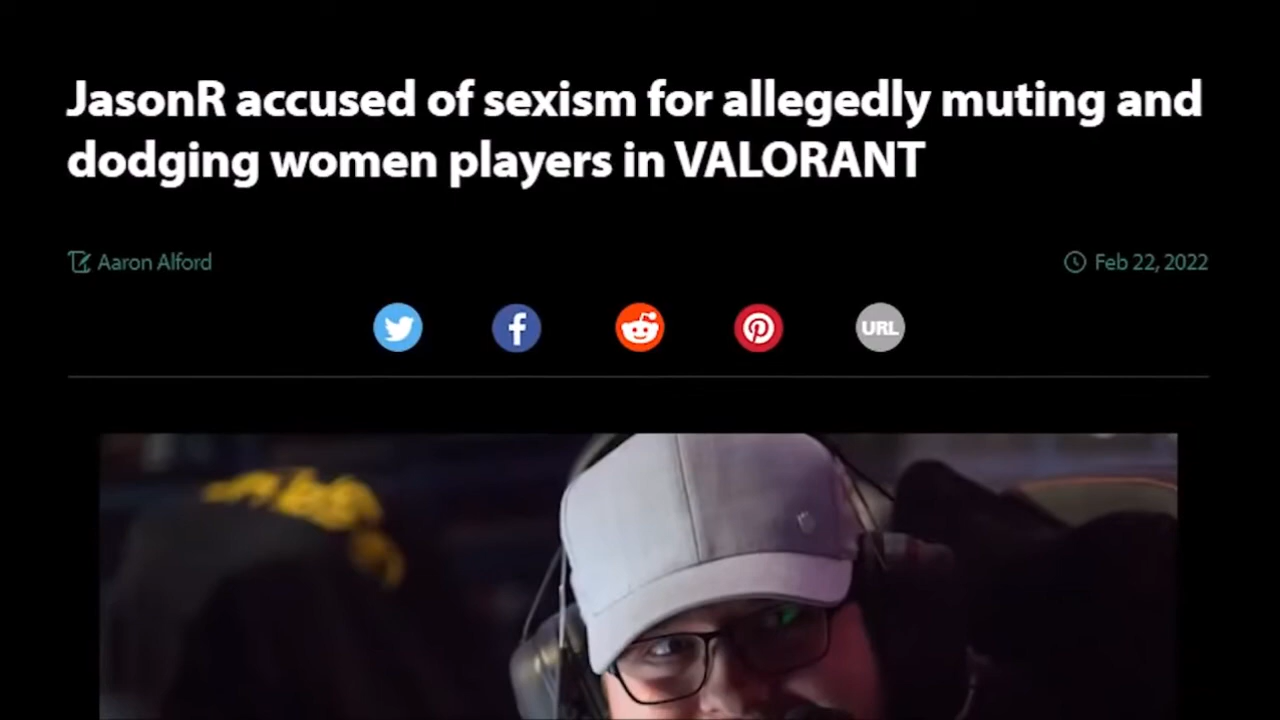 JasonR accused of sexism for allegedly muting and
dodging women players in VALORANT
Aaron Alford
Feb 22, 2022
URL